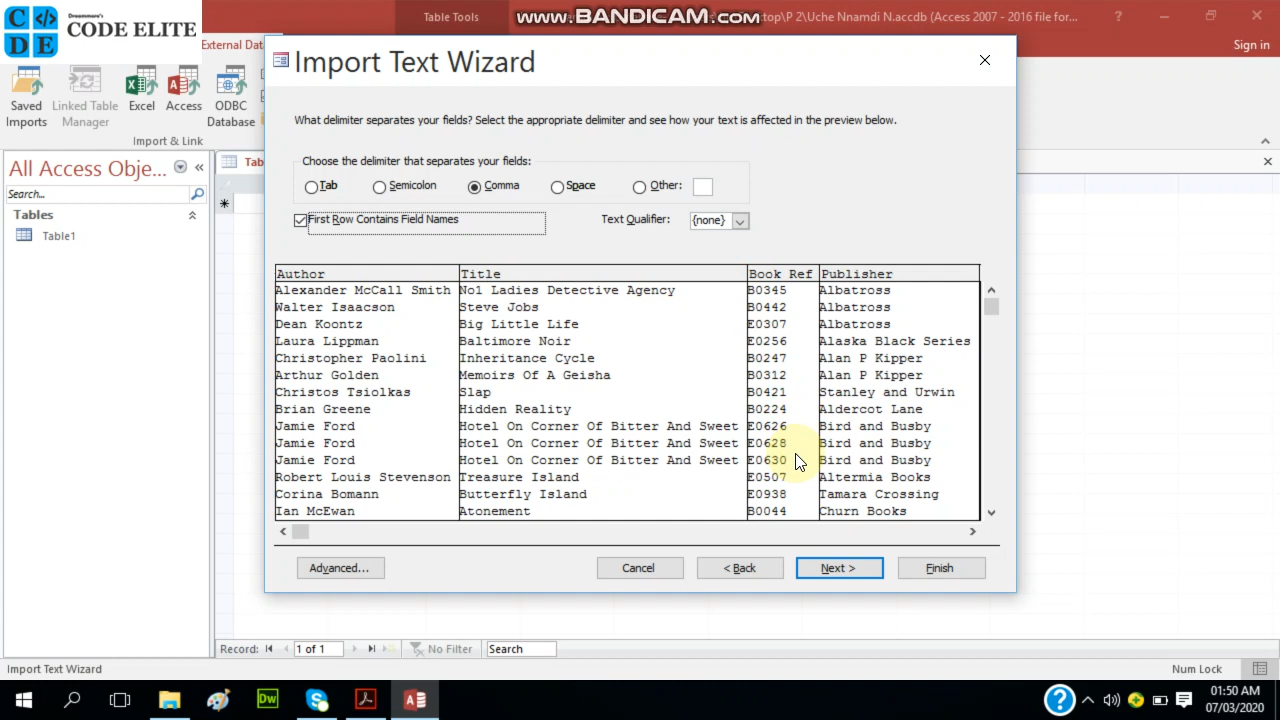 Dreammore's
CODE ELITE
CODE
Table Tools
www.BANDICAM.com
top\P 2\Uche Nnamdi N.accdb (Access 2007 - 2016 file for...
?
External Da
Sign in
Saved Imports
Linked Table Manager
Excel
Access
ODBC Database
Import & Link
All Access Obje...
Search...
Tables
Table1
Tab
Import Text Wizard
What delimiter separates your fields? Select the appropriate delimiter and see how your text is affected in the preview below.
Choose the delimiter that separates your fields:
Tab Semicolon Comma Space Other:
First Row Contains Field Names Text Qualifier: {none}
Author Title Book Ref Publisher
Alexander McCall Smith No1 Ladies Detective Agency B0345 Albatross
Walter Isaacson Steve Jobs B0442 Albatross
Dean Koontz Big Little Life E0307 Albatross
Laura Lippman Baltimore Noir E0256 Alaska Black Series
Christopher Paolini Inheritance Cycle B0247 Alan P Kipper
Arthur Golden Memoirs Of A Geisha B0312 Alan P Kipper
Christos Tsiolkas Slap B0421 Stanley and Urwin
Brian Greene Hidden Reality B0224 Aldercot Lane
Jamie Ford Hotel On Corner Of Bitter And Sweet E0626 Bird and Busby
Jamie Ford Hotel On Corner Of Bitter And Sweet E0628 Bird and Busby
Jamie Ford Hotel On Corner Of Bitter And Sweet E0630 Bird and Busby
Robert Louis Stevenson Treasure Island E0507 Altermia Books
Corina Bomann Butterfly Island E0938 Tamara Crossing
Ian McEwan Atonement B0044 Churn Books
Advanced... Cancel < Back Next > Finish
Record: 1 of 1 No Filter Search
Import Text Wizard
Num Lock
Dw
01:50 AM
07/03/2020